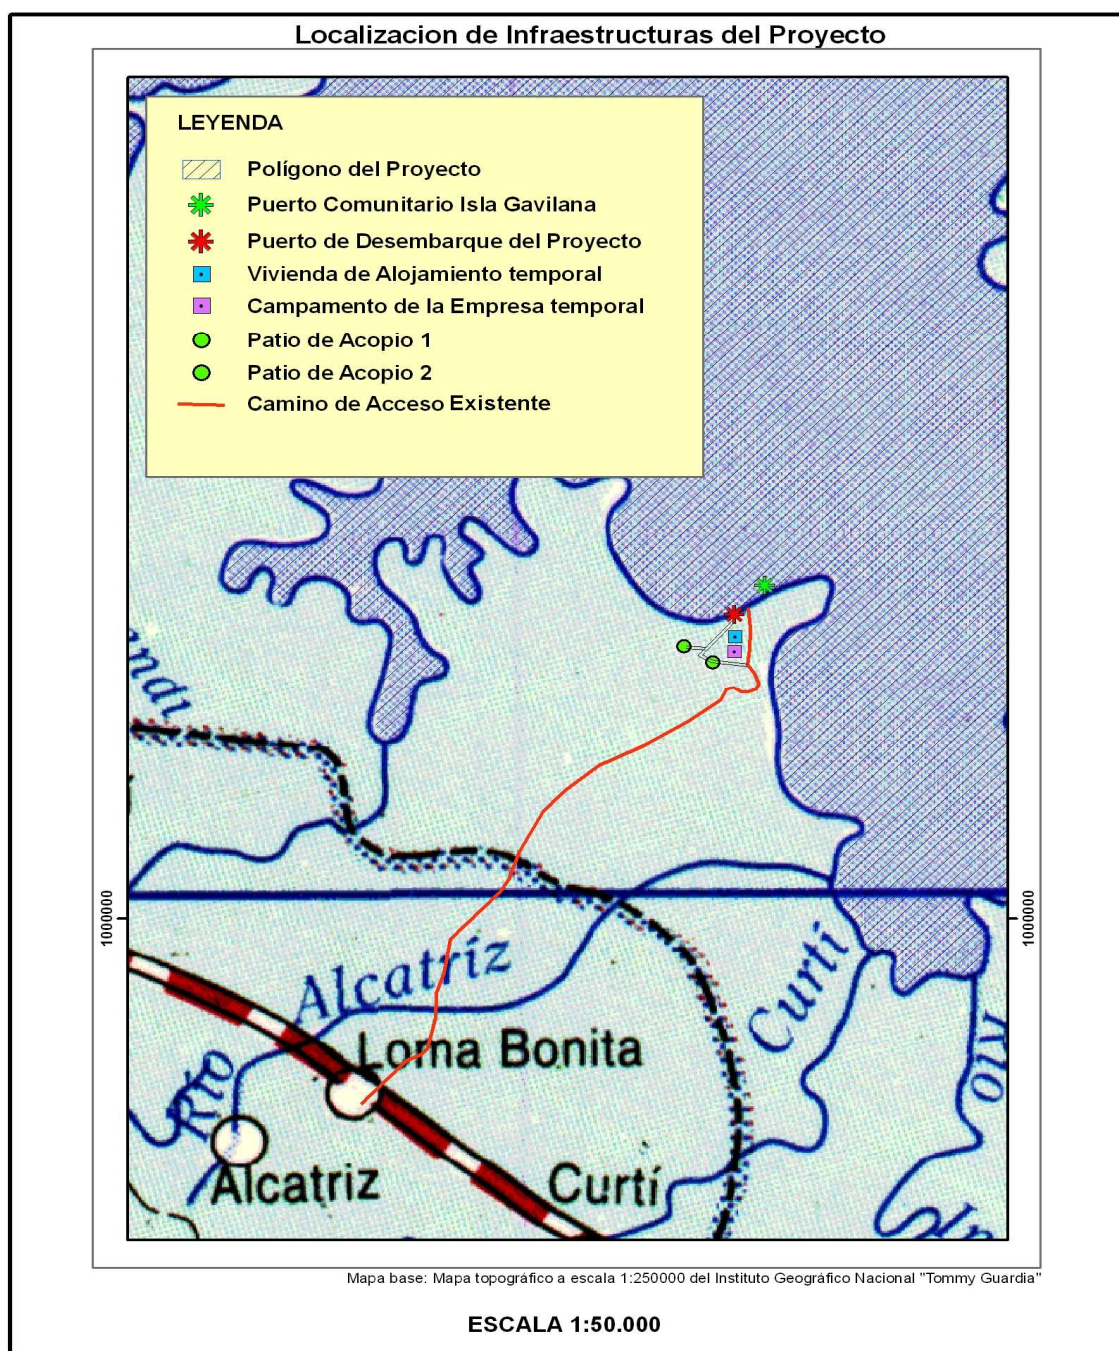 Localizacion de Infraestructuras del Proyecto
LEYENDA
Polígono del Proyecto
Puerto Comunitario Isla Gavilana
Puerto de Desembarque del Proyecto
Vivienda de Alojamiento temporal
Campamento de la Empresa temporal
Patio de Acopio 1
Patio de Acopio 2
Camino de Acceso Existente
andi
1000000
1000000
Río
Alcatríz
Curtí
Río
Loma Bonita
Alcatriz
Curtí
Mapa base: Mapa topográfico a escala 1:250000 del Instituto Geográfico Nacional "Tommy Guardia"
ESCALA 1:50.000